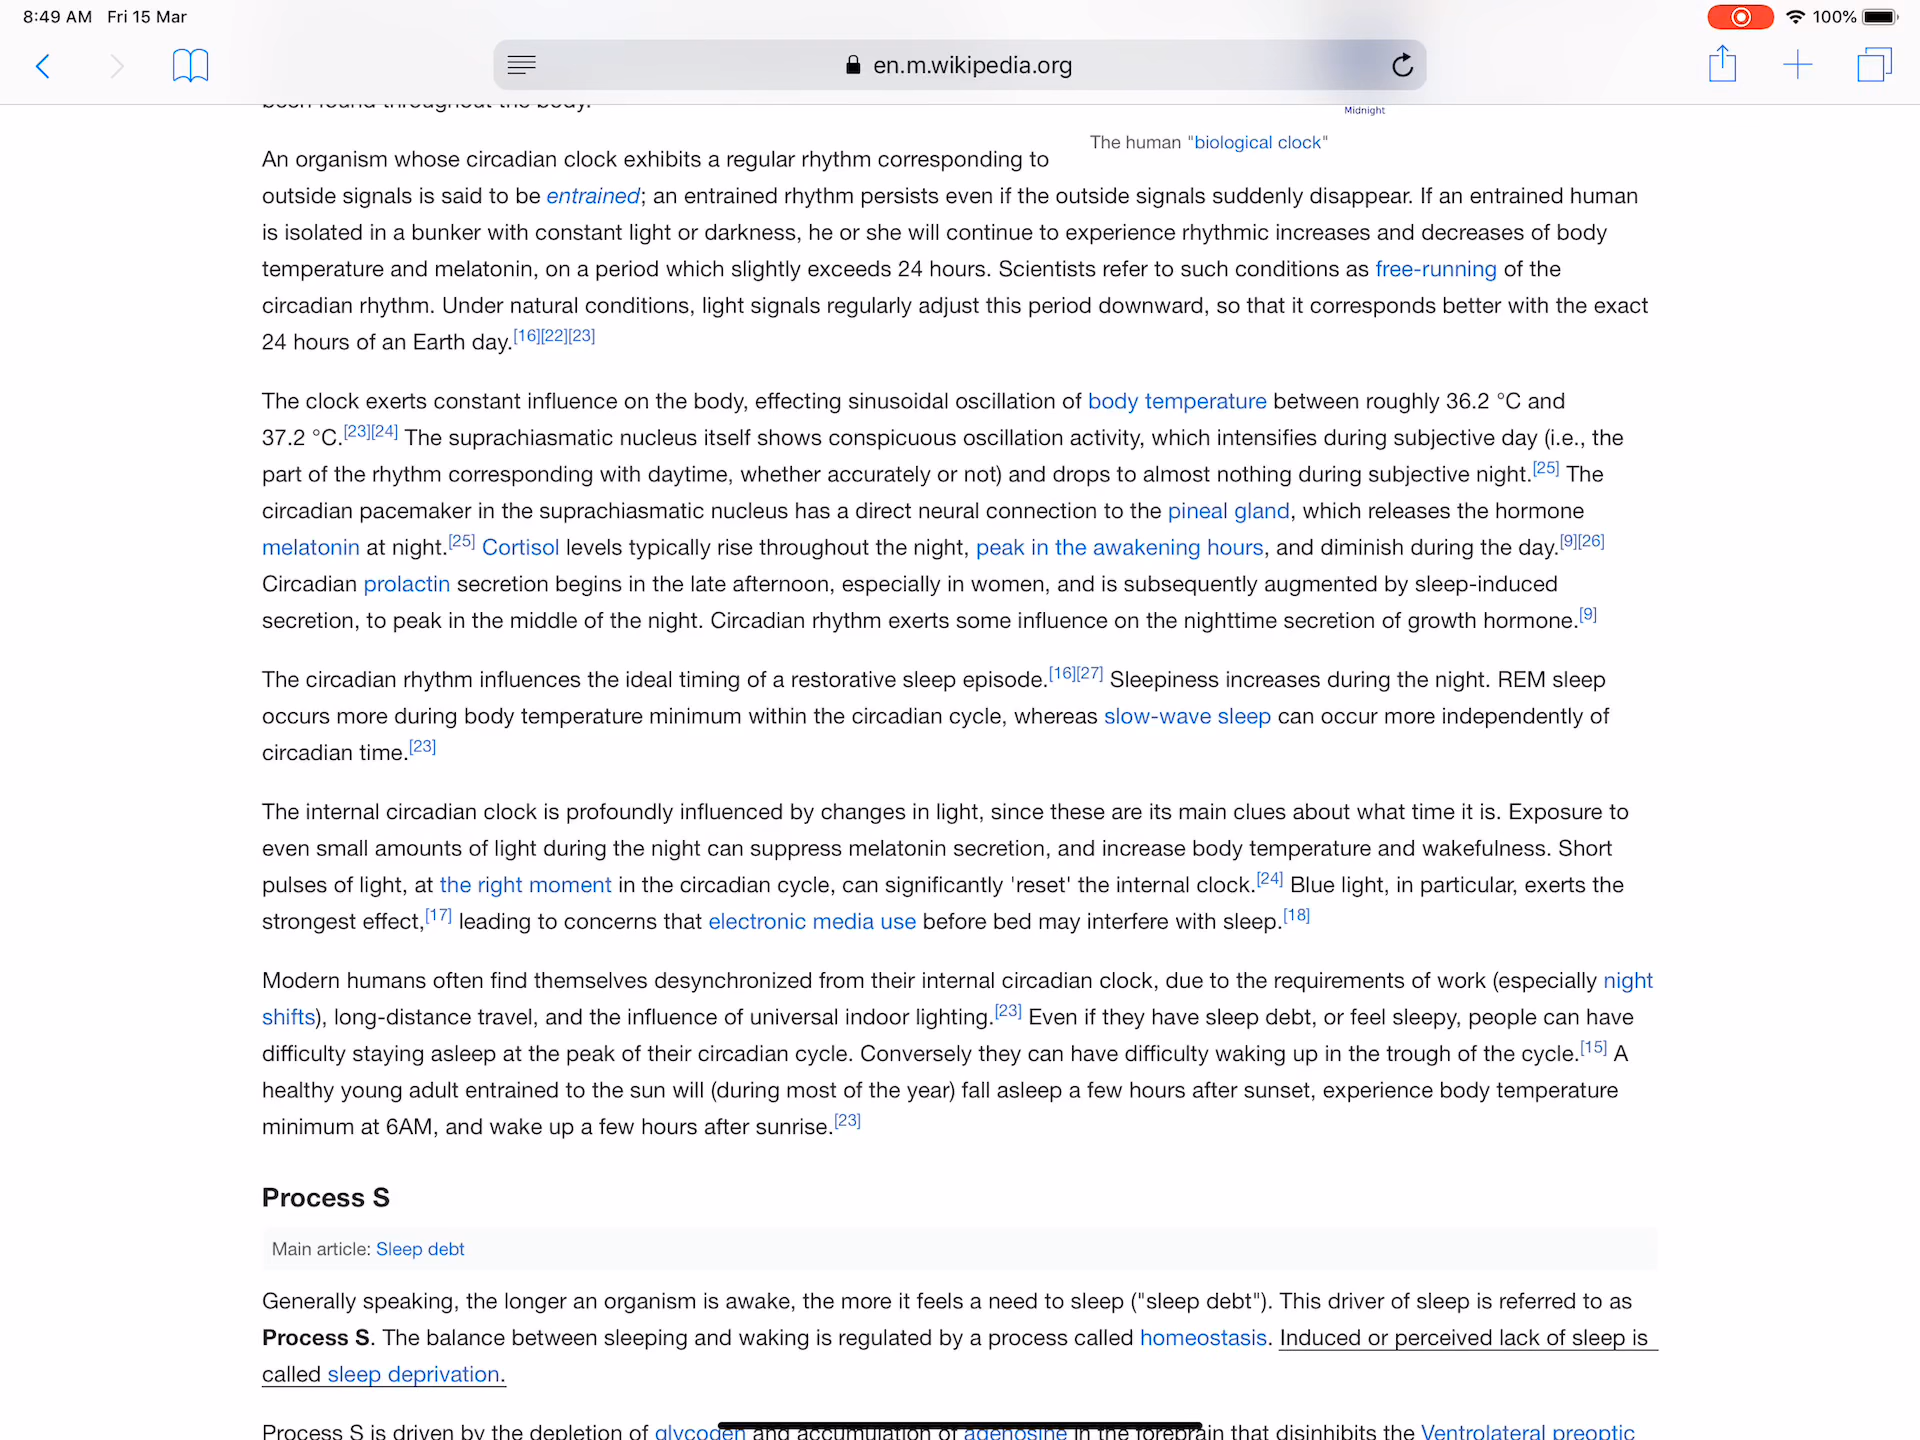 8:49 AM Fri 15 Mar
100%
en.m.wikipedia.org
been found throughout the body.
Midnight
The human "biological clock"
An organism whose circadian clock exhibits a regular rhythm corresponding to
outside signals is said to be entrained; an entrained rhythm persists even if the outside signals suddenly disappear. If an entrained human
is isolated in a bunker with constant light or darkness, he or she will continue to experience rhythmic increases and decreases of body
temperature and melatonin, on a period which slightly exceeds 24 hours. Scientists refer to such conditions as free-running of the
circadian rhythm. Under natural conditions, light signals regularly adjust this period downward, so that it corresponds better with the exact
24 hours of an Earth day.[16][22][23]
The clock exerts constant influence on the body, effecting sinusoidal oscillation of body temperature between roughly 36.2 °C and
37.2 °C.[23][24] The suprachiasmatic nucleus itself shows conspicuous oscillation activity, which intensifies during subjective day (i.e., the
part of the rhythm corresponding with daytime, whether accurately or not) and drops to almost nothing during subjective night.[25] The
circadian pacemaker in the suprachiasmatic nucleus has a direct neural connection to the pineal gland, which releases the hormone
melatonin at night.[25] Cortisol levels typically rise throughout the night, peak in the awakening hours, and diminish during the day.[9][26]
Circadian prolactin secretion begins in the late afternoon, especially in women, and is subsequently augmented by sleep-induced
secretion, to peak in the middle of the night. Circadian rhythm exerts some influence on the nighttime secretion of growth hormone.[9]
The circadian rhythm influences the ideal timing of a restorative sleep episode.[16][27] Sleepiness increases during the night. REM sleep
occurs more during body temperature minimum within the circadian cycle, whereas slow-wave sleep can occur more independently of
circadian time.[23]
The internal circadian clock is profoundly influenced by changes in light, since these are its main clues about what time it is. Exposure to
even small amounts of light during the night can suppress melatonin secretion, and increase body temperature and wakefulness. Short
pulses of light, at the right moment in the circadian cycle, can significantly 'reset' the internal clock.[24] Blue light, in particular, exerts the
strongest effect,[17] leading to concerns that electronic media use before bed may interfere with sleep.[18]
Modern humans often find themselves desynchronized from their internal circadian clock, due to the requirements of work (especially night
shifts), long-distance travel, and the influence of universal indoor lighting.[23] Even if they have sleep debt, or feel sleepy, people can have
difficulty staying asleep at the peak of their circadian cycle. Conversely they can have difficulty waking up in the trough of the cycle.[15] A
healthy young adult entrained to the sun will (during most of the year) fall asleep a few hours after sunset, experience body temperature
minimum at 6AM, and wake up a few hours after sunrise.[23]
Process S
Main article: Sleep debt
Generally speaking, the longer an organism is awake, the more it feels a need to sleep ("sleep debt"). This driver of sleep is referred to as
Process S. The balance between sleeping and waking is regulated by a process called homeostasis. Induced or perceived lack of sleep is
called sleep deprivation.
Process S is driven by the depletion of glycogen and accumulation of adenosine in the forebrain that disinhibits the Ventrolateral preoptic